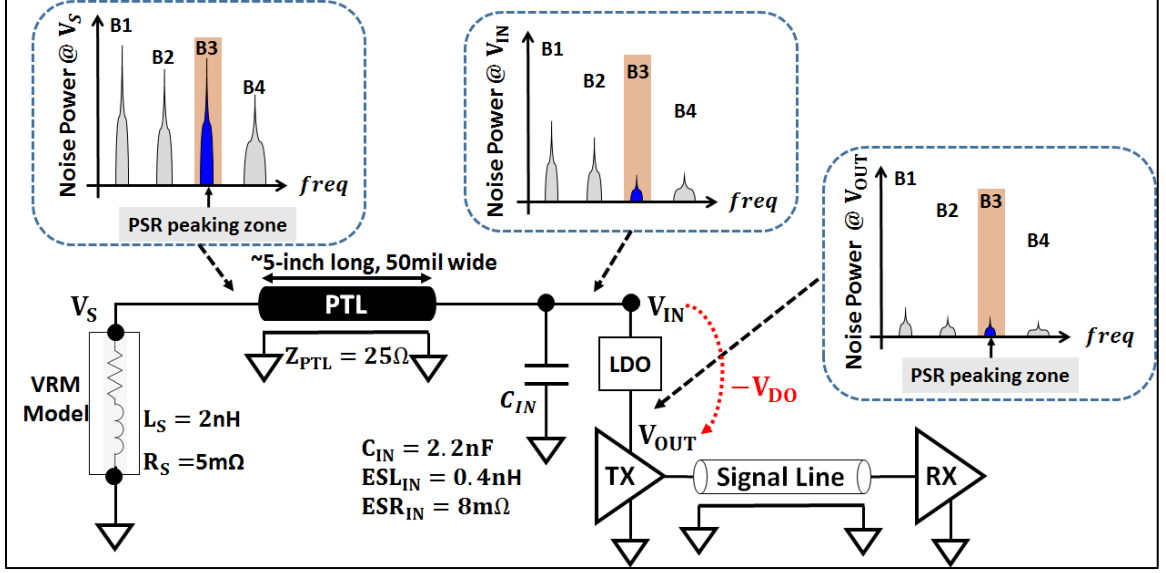 Noise Power @ V_S
B1
B2
B3
B4
freq
PSR peaking zone
Noise Power @ V_IN
B1
B2
B3
B4
freq
Noise Power @ V_OUT
B1
B2
B3
B4
freq
PSR peaking zone
~5-inch long, 50mil wide
V_S
PTL
V_IN
Z_PTL = 25Ω
VRM
Model
L_S = 2nH
R_S =5mΩ
C_IN
LDO
−V_DO
V_OUT
C_IN = 2.2nF
ESL_IN = 0.4nH
ESR_IN = 8mΩ
TX
Signal Line
RX